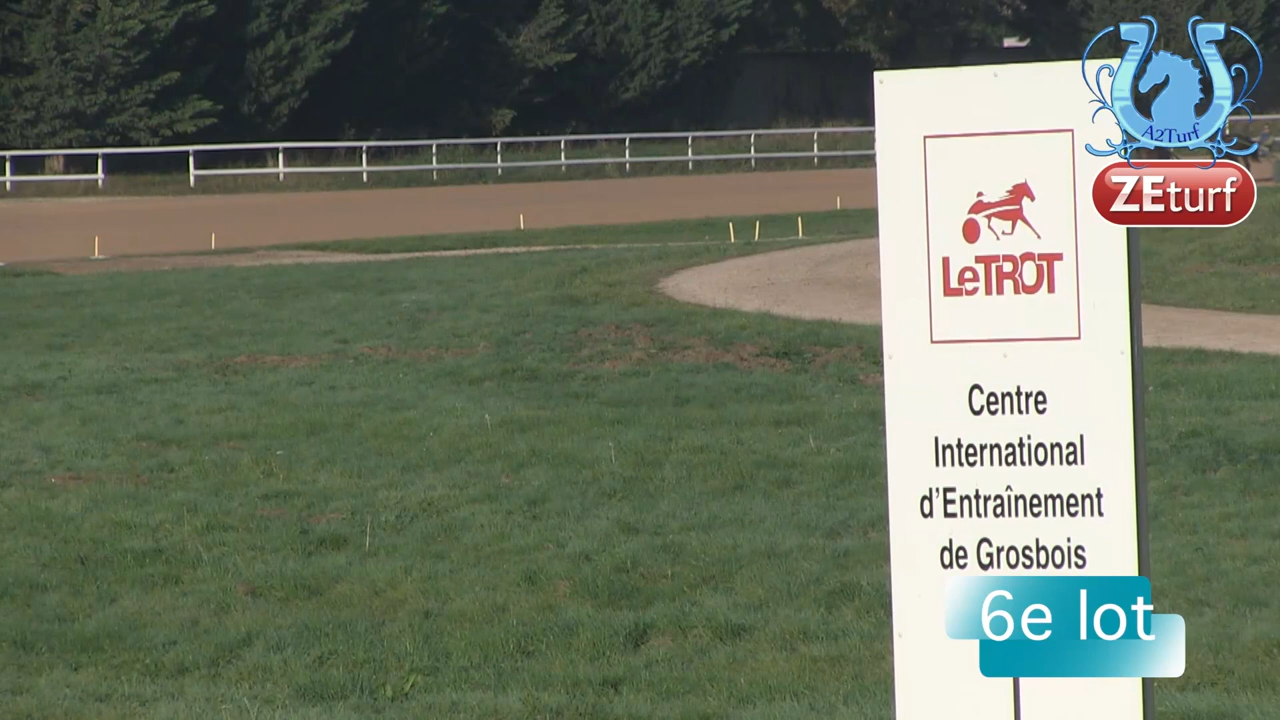 A2Turf
ZEturf
LeTROT
Centre
International
d'Entraînement
de Grosbois
6e lot